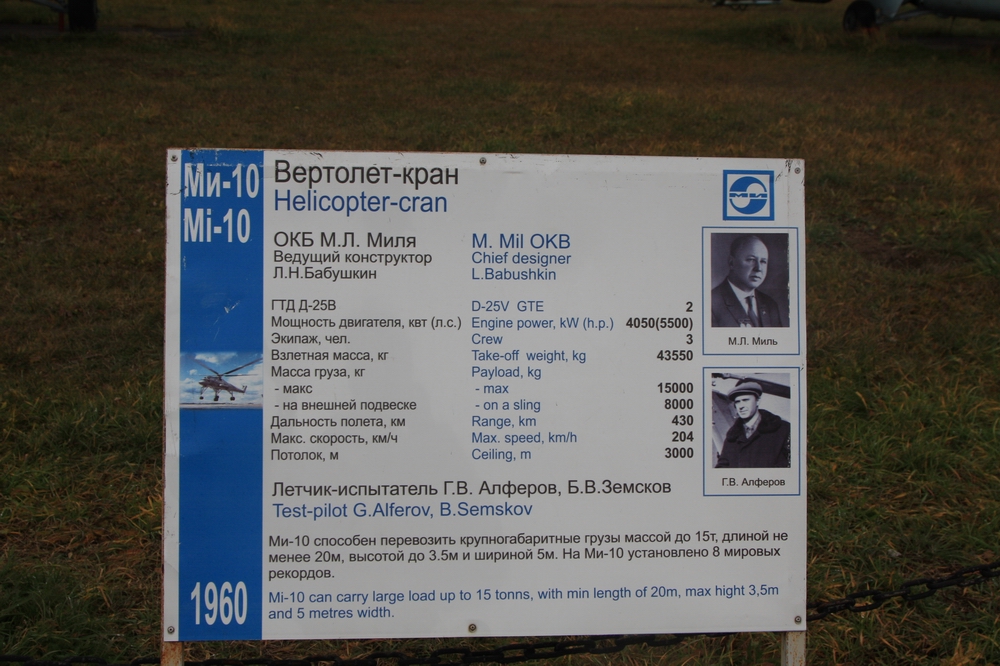 Ми-10
Mi-10
Вертолет-кран
Helicopter-cran
МИ
ОКБ М.Л. Миля
Ведущий конструктор
Л.Н.Бабушкин
M. Mil OKB
Chief designer
L.Babushkin
ГТД Д-25В D-25V GTE 2
Мощность двигателя, квт (л.с.) Engine power, kW (h.p.) 4050(5500)
Экипаж, чел. Crew 3
Взлетная масса, кг Take-off weight, kg 43550
Масса груза, кг Payload, kg
- макс - max 15000
- на внешней подвеске - on a sling 8000
Дальность полета, км Range, km 430
Макс. скорость, км/ч Max. speed, km/h 204
Потолок, м Ceiling, m 3000
М.Л. Миль
Г.В. Алферов
Летчик-испытатель Г.В. Алферов, Б.В.Земсков
Test-pilot G.Alferov, B.Semskov
Ми-10 способен перевозить крупногабаритные грузы массой до 15т, длиной не
менее 20м, высотой до 3.5м и шириной 5м. На Ми-10 установлено 8 мировых
рекордов.
Mi-10 can carry large load up to 15 tonns, with min length of 20m, max hight 3,5m
and 5 metres width.
1960